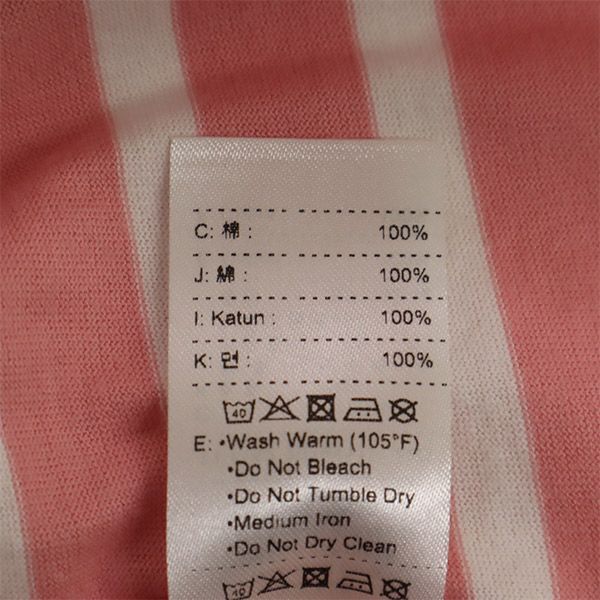 C: 棉 : 100%
J: 綿 : 100%
I: Katun : 100%
K: 면 : 100%
40
E: •Wash Warm (105°F)
•Do Not Bleach
•Do Not Tumble Dry
•Medium Iron
•Do Not Dry Clean
40